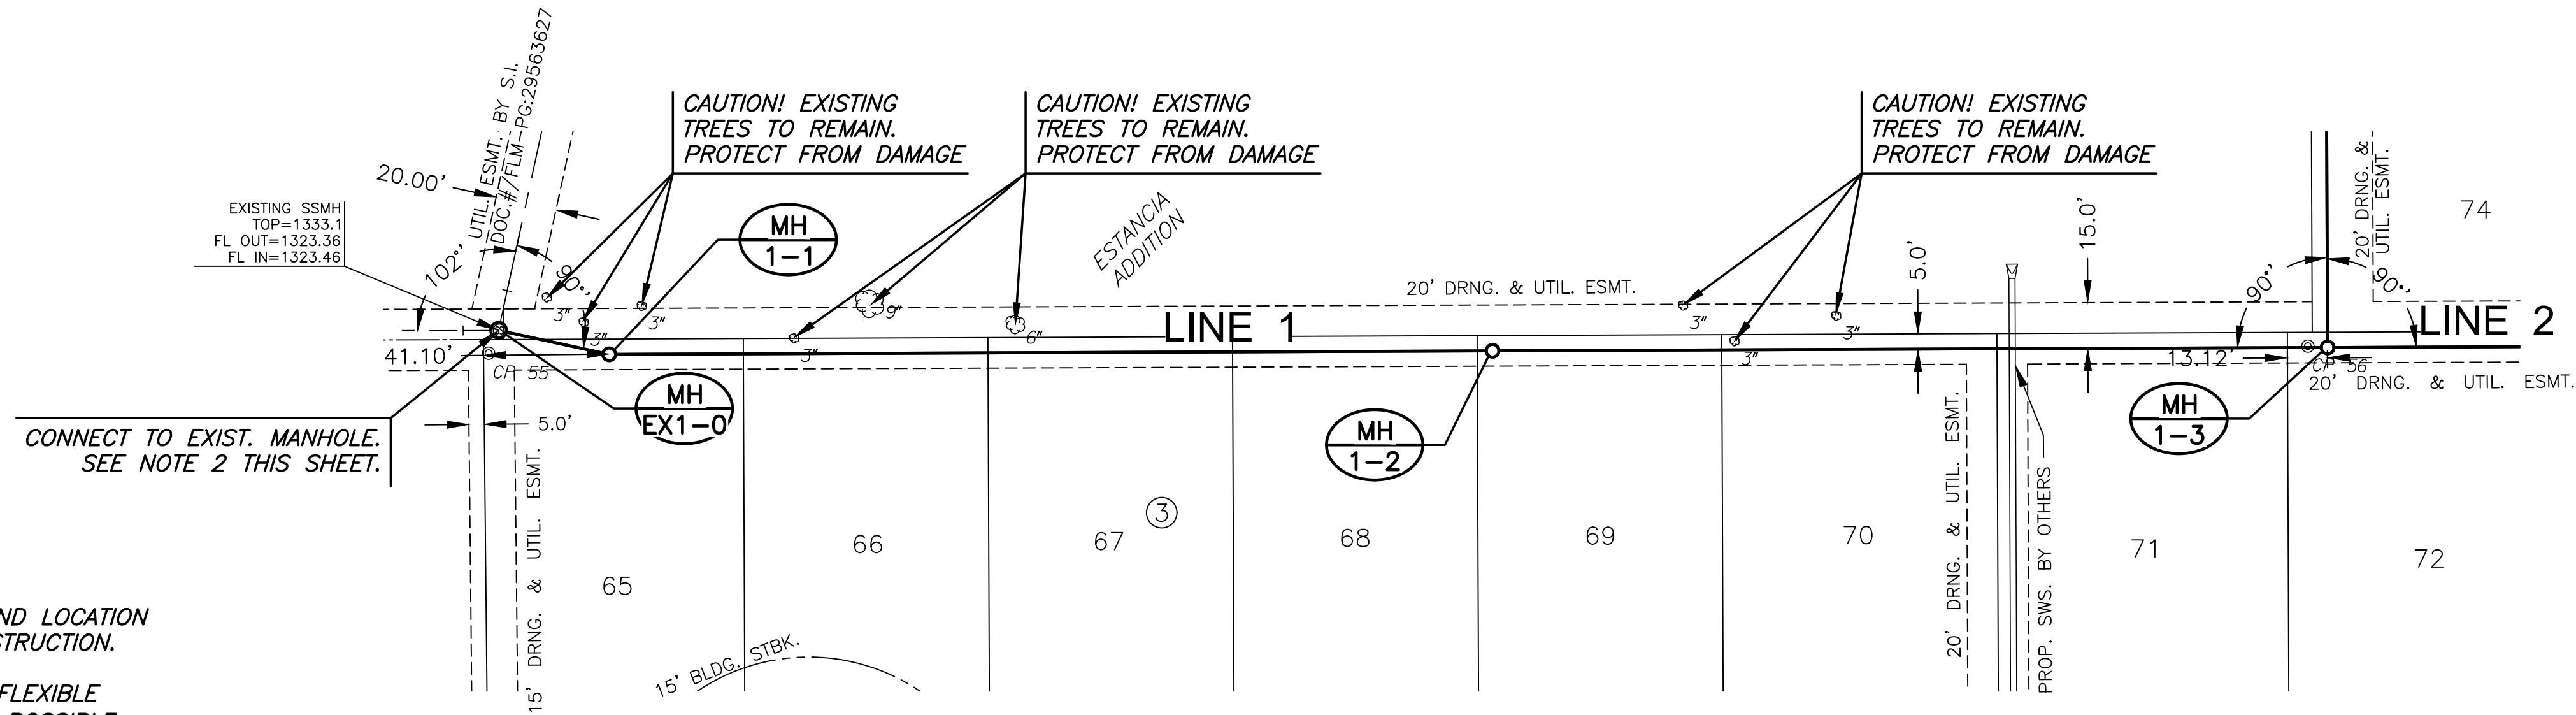 UTIL. ESMT. BY S.I.
DOC.#/FLM-PG:29563627
20.00'
EXISTING SSMH
TOP=1333.1
FL OUT=1323.36
FL IN=1323.46
102°
90°
CAUTION! EXISTING
TREES TO REMAIN.
PROTECT FROM DAMAGE
CAUTION! EXISTING
TREES TO REMAIN.
PROTECT FROM DAMAGE
CAUTION! EXISTING
TREES TO REMAIN.
PROTECT FROM DAMAGE
MH
1-1
ESTANCIA
ADDITION
20' DRNG. & UTIL. ESMT.
5.0'
15.0'
90°
90°
20' DRNG. &
UTIL. ESMT.
74
3"
3"
3"
3"
9"
6"
3"
3"
3"
LINE 1
LINE 2
41.10'
CP 55
13.12'
CP 56
20' DRNG. & UTIL. ESMT.
MH
EX1-0
MH
1-2
MH
1-3
5.0'
CONNECT TO EXIST. MANHOLE.
SEE NOTE 2 THIS SHEET.
15' DRNG. & UTIL. ESMT.
65
66
67
3
68
69
70
20' DRNG. & UTIL. ESMT.
PROP. SWS. BY OTHERS
71
72
15' BLDG. STBK.
ND LOCATION
STRUCTION.
FLEXIBLE
POSSIBLE